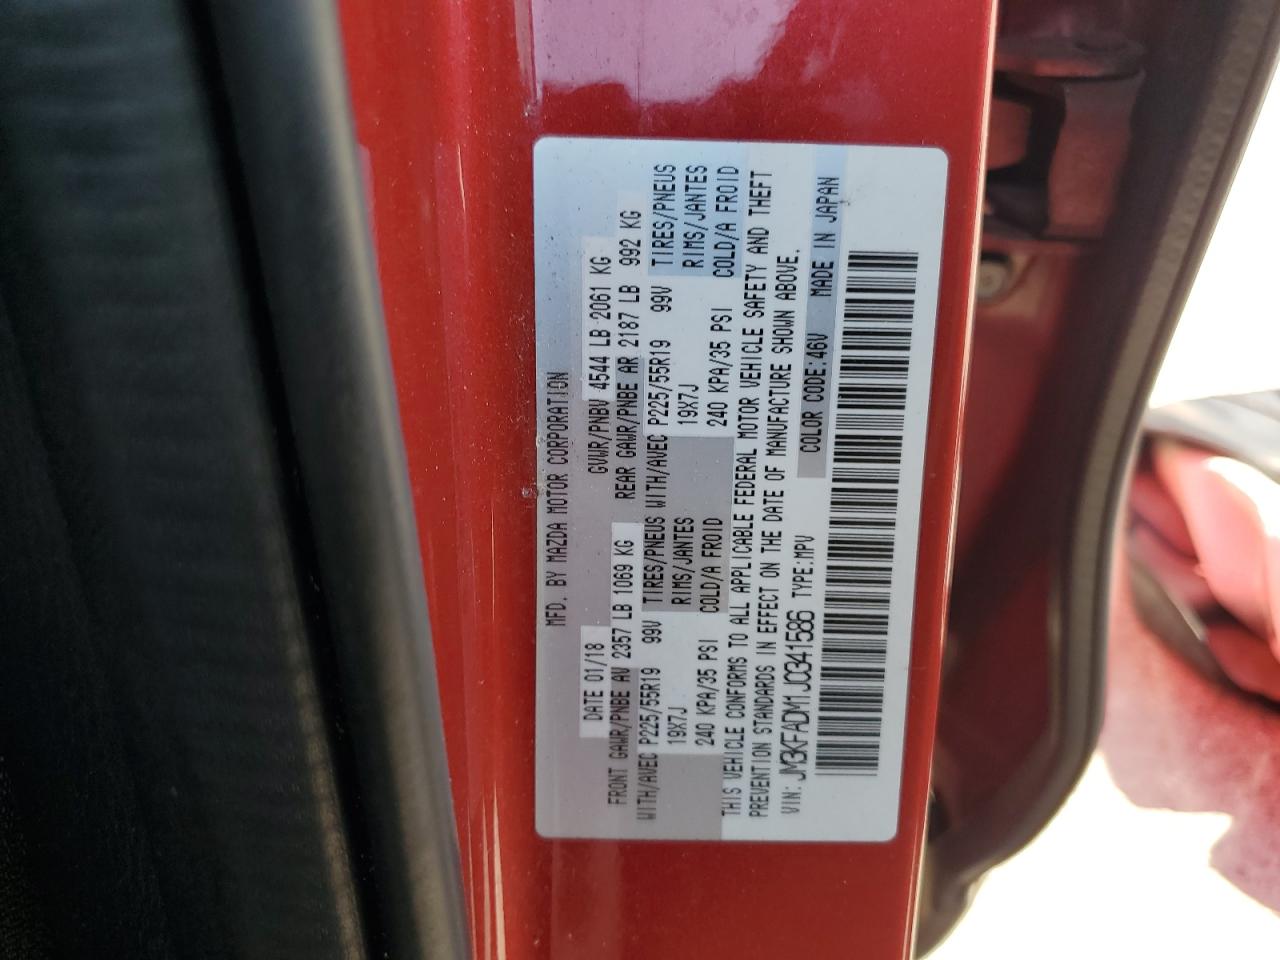 MFD. BY MAZDA MOTOR CORPORATION
DATE 01/18 GVWR/PNBV 4544 LB 2061 KG
FRONT GAWR/PNBE AV 2357 LB 1069 KG REAR GAWR/PNBE AR 2187 LB 992 KG
WITH/AVEC P225/55R19 99V TIRES/PNEUS WITH/AVEC P225/55R19 99V TIRES/PNEUS
19X7J RIMS/JANTES 19X7J RIMS/JANTES
240 KPA/35 PSI COLD/A FROID 240 KPA/35 PSI COLD/A FROID
THIS VEHICLE CONFORMS TO ALL APPLICABLE FEDERAL MOTOR VEHICLE SAFETY AND THEFT
PREVENTION STANDARDS IN EFFECT ON THE DATE OF MANUFACTURE SHOWN ABOVE.
VIN: JM3KFADM1J0341586 TYPE:MPV COLOR CODE:46V MADE IN JAPAN